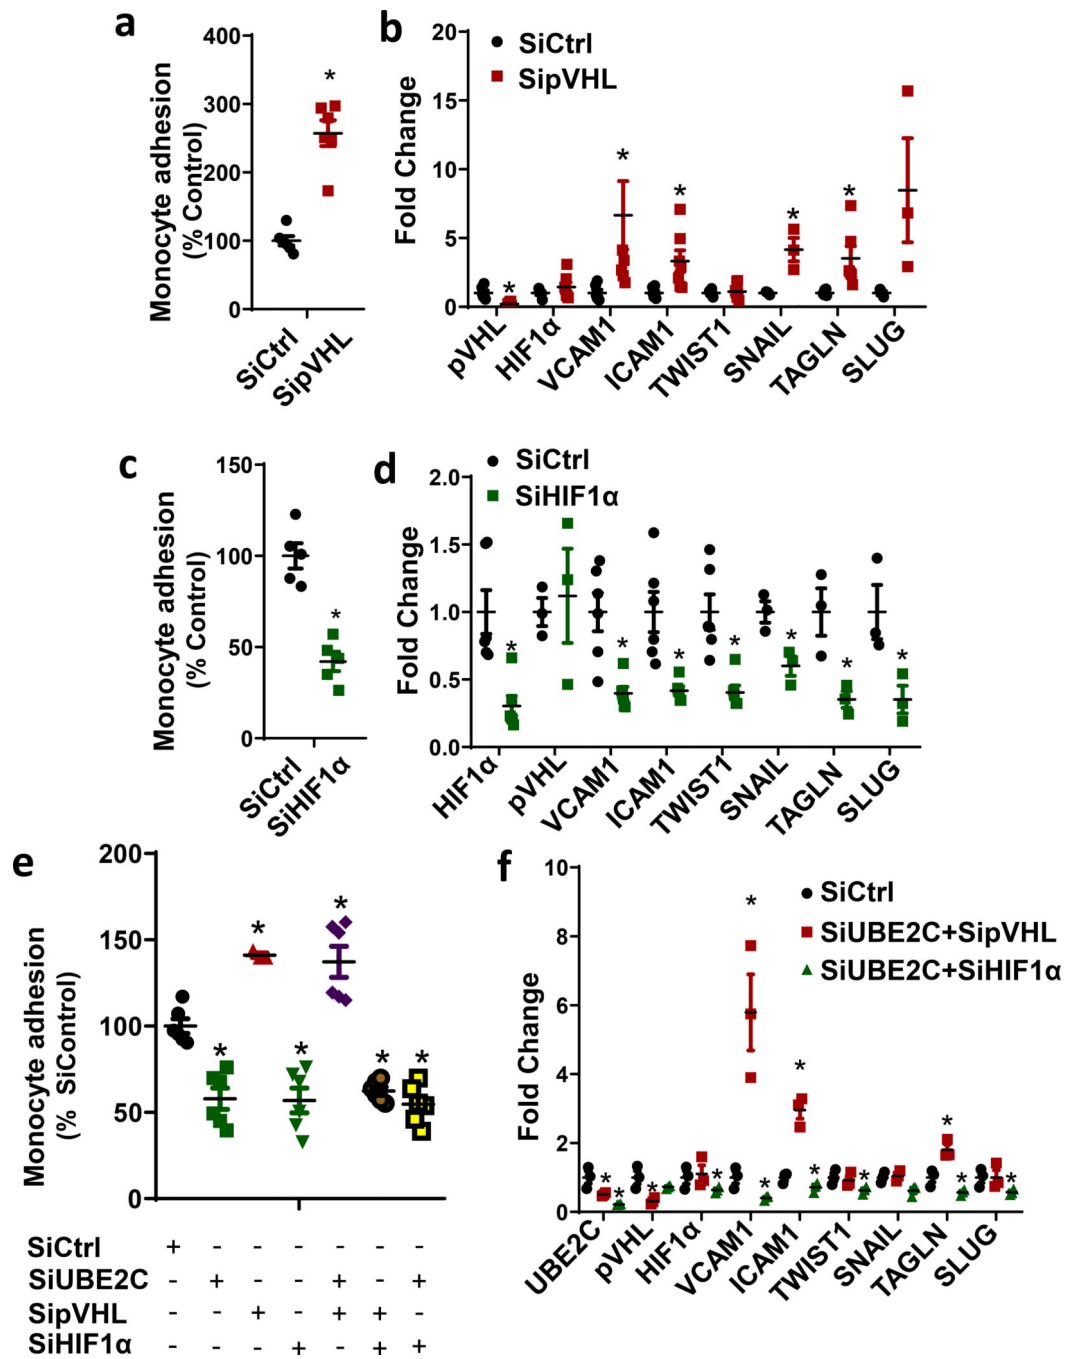 a
Monocyte adhesion
(% Control)
400
300
200
100
0
*
SiCtrl
SipVHL
b
Fold Change
20
15
10
5
0
SiCtrl
SipVHL
* * * * *
pVHL
HIF1α
VCAM1
ICAM1
TWIST1
SNAIL
TAGLN
SLUG
c
Monocyte adhesion
(% Control)
150
100
50
0
*
SiCtrl
SiHIF1α
d
Fold Change
2.0
1.5
1.0
0.5
0.0
SiCtrl
SiHIF1α
* * * * * * *
HIF1α
pVHL
VCAM1
ICAM1
TWIST1
SNAIL
TAGLN
SLUG
e
Monocyte adhesion
(% SiControl)
200
150
100
50
0
* * * * * *
SiCtrl + - - - - - -
SiUBE2C - + - - + - +
SipVHL - - + - + + -
SiHIF1α - - - + - + +
f
Fold Change
10
8
6
4
2
0
SiCtrl
SiUBE2C+SipVHL
SiUBE2C+SiHIF1α
* * * * * * * * * * * *
UBE2C
pVHL
HIF1α
VCAM1
ICAM1
TWIST1
SNAIL
TAGLN
SLUG